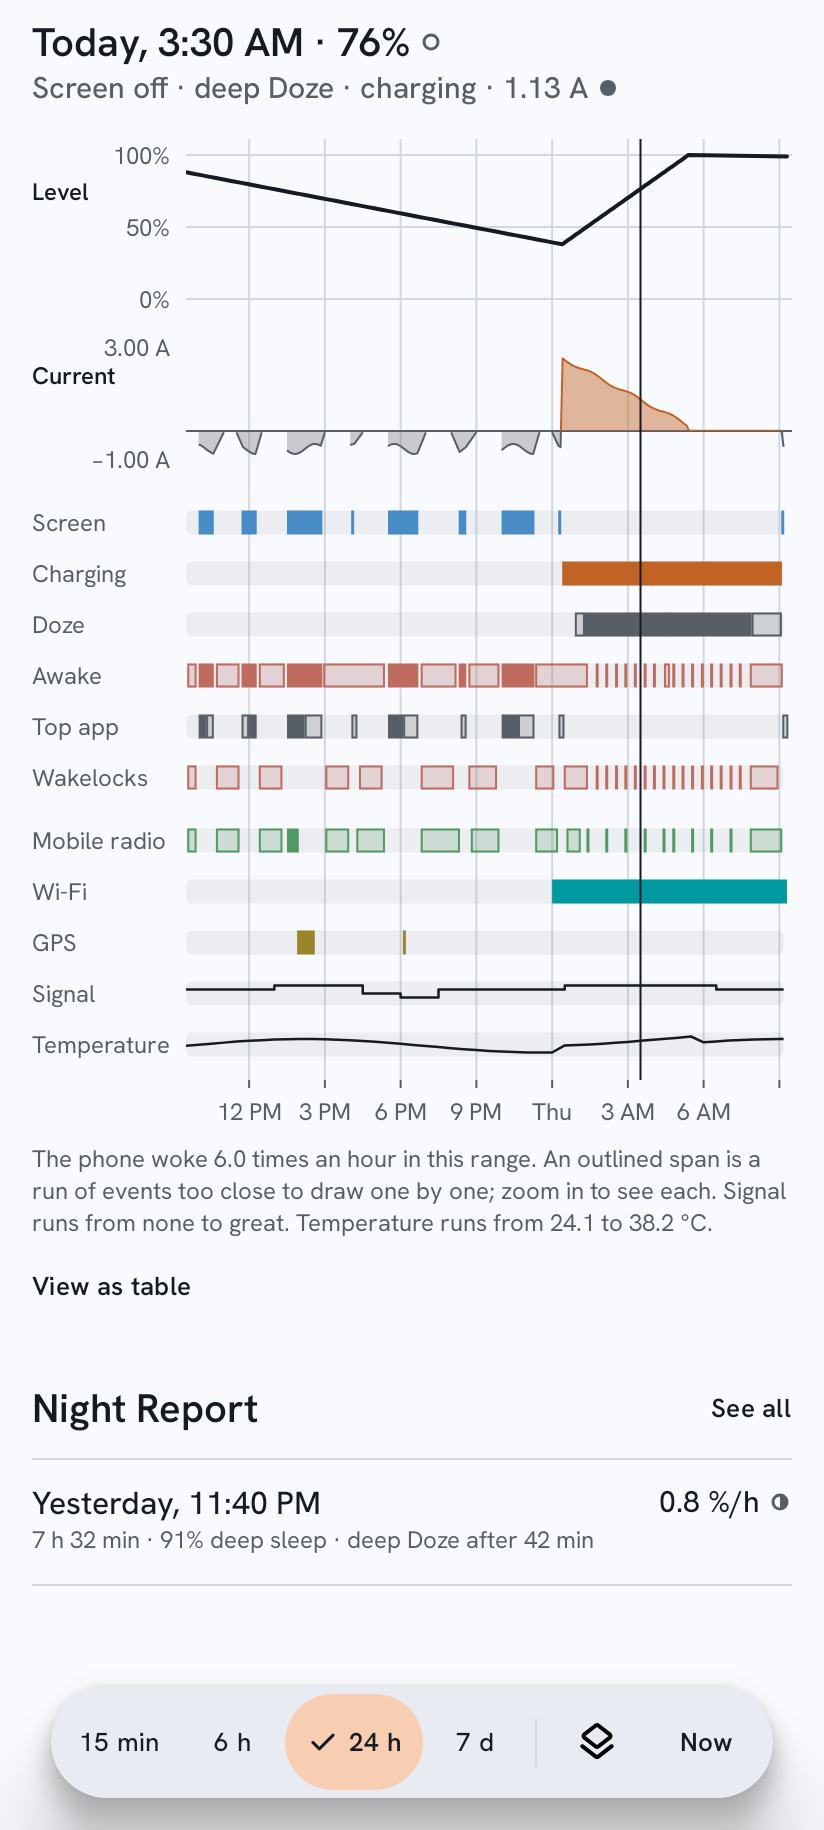 Today, 3:30 AM · 76%
Screen off · deep Doze · charging · 1.13 A
100%
Level
50%
0%
3.00 A
Current
−1.00 A
Screen
Charging
Doze
Awake
Top app
Wakelocks
Mobile radio
Wi-Fi
GPS
Signal
Temperature
12 PM 3 PM 6 PM 9 PM Thu 3 AM 6 AM
The phone woke 6.0 times an hour in this range. An outlined span is a
run of events too close to draw one by one; zoom in to see each. Signal
runs from none to great. Temperature runs from 24.1 to 38.2 °C.
View as table
Night Report See all
Yesterday, 11:40 PM 0.8 %/h
7 h 32 min · 91% deep sleep · deep Doze after 42 min
15 min 6 h 24 h 7 d Now